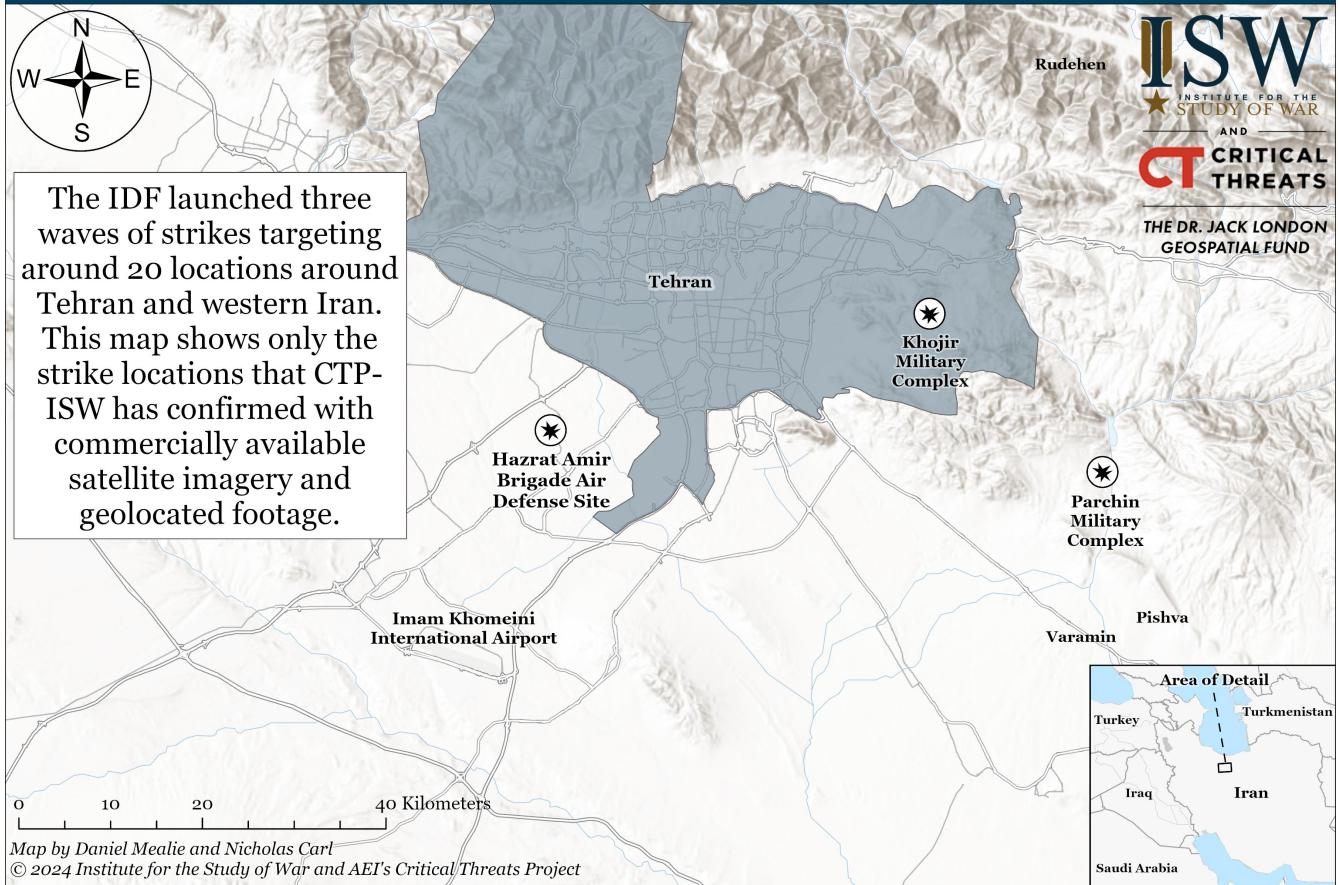 N
W
E
S
The IDF launched three
waves of strikes targeting
around 20 locations around
Tehran and western Iran.
This map shows only the
strike locations that CTP-
ISW has confirmed with
commercially available
satellite imagery and
geolocated footage.
ISW
INSTITUTE FOR THE
STUDY OF WAR
AND
CT CRITICAL
THREATS
THE DR. JACK LONDON
GEOSPATIAL FUND
Rudehen
Tehran
Khojir
Military
Complex
Hazrat Amir
Brigade Air
Defense Site
Parchin
Military
Complex
Imam Khomeini
International Airport
Pishva
Varamin
Area of Detail
Turkey
Turkmenistan
Iraq
Iran
Saudi Arabia
0 10 20 40 Kilometers
Map by Daniel Mealie and Nicholas Carl
© 2024 Institute for the Study of War and AEI's Critical Threats Project